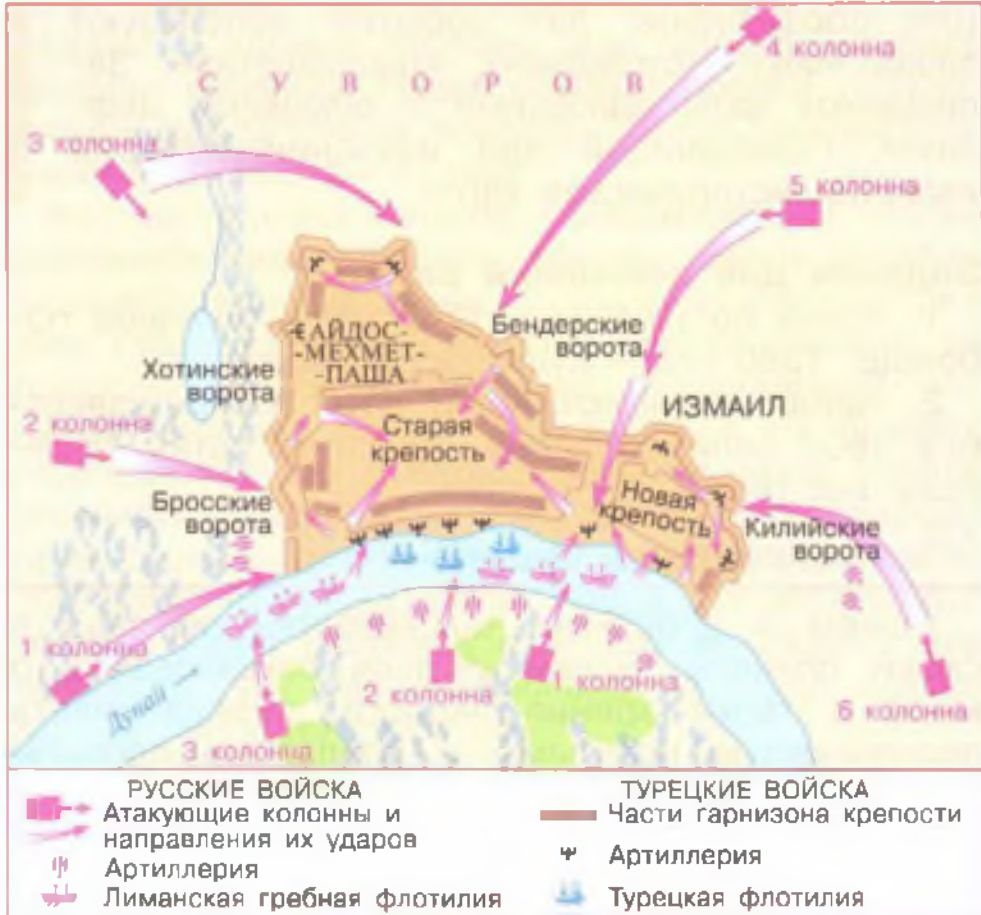 4 колонна
СУВОРОВ
3 колонна
5 колонна
Бендерские
ворота
АЙДОС-
-МЕХМЕТ-
-ПАША
Хотинские
ворота
ИЗМАИЛ
2 колонна
Старая
крепость
Бросские
ворота
Новая
крепость
Килийские
ворота
1 колонна
2 колонна
1 колонна
Дунай
3 колонна
6 колонна
РУССКИЕ ВОЙСКА
Атакующие колонны и
направления их ударов
Артиллерия
Лиманская гребная флотилия
ТУРЕЦКИЕ ВОЙСКА
Части гарнизона крепости
Артиллерия
Турецкая флотилия